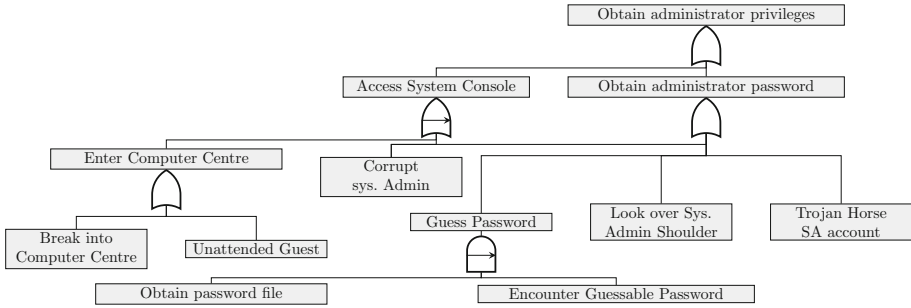 Obtain administrator privileges
Access System Console
Obtain administrator password
Enter Computer Centre
Corrupt
sys. Admin
Guess Password
Look over Sys.
Admin Shoulder
Trojan Horse
SA account
Break into
Computer Centre
Unattended Guest
Obtain password file
Encounter Guessable Password